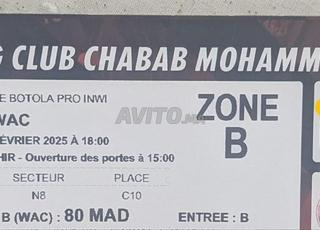 G CLUB CHABAB MOHAMM
E BOTOLA PRO INWI
WAC
ÉVRIER 2025 à 18:00
HIR - Ouverture des portes à 15:00
ZONE
B
AVITO.MA
SECTEUR PLACE
N8 C10
B (WAC) : 80 MAD ENTREE : B